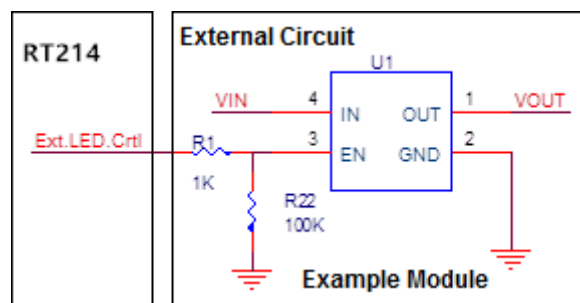 RT214
External Circuit
U1
VIN
4
IN
OUT
1
VOUT
Ext.LED.Crtl
R1
3
EN
GND
2
1K
R22
100K
Example Module